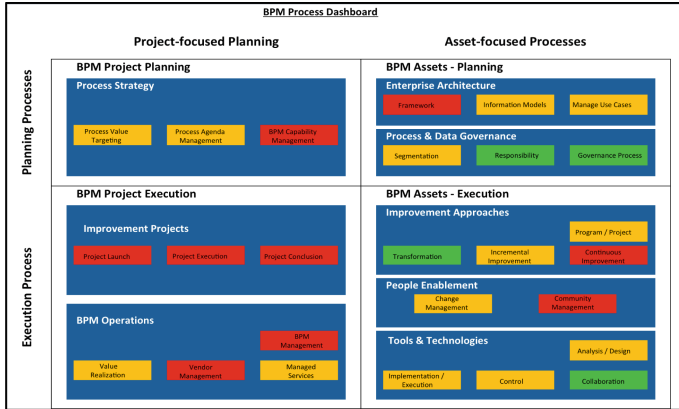 BPM Process Dashboard
Project-focused Planning
Asset-focused Processes
Planning Processes
BPM Project Planning
Process Strategy
Process Value
Targeting
Process Agenda
Management
BPM Capability
Management
BPM Assets - Planning
Enterprise Architecture
Framework
Information Models
Manage Use Cases
Process & Data Governance
Segmentation
Responsibility
Governance Process
Execution Process
BPM Project Execution
Improvement Projects
Project Launch
Project Execution
Project Conclusion
BPM Operations
BPM
Management
Value
Realization
Vendor
Management
Managed
Services
BPM Assets - Execution
Improvement Approaches
Program / Project
Transformation
Incremental
Improvement
Continuous
Improvement
People Enablement
Change
Management
Community
Management
Tools & Technologies
Analysis / Design
Implementation /
Execution
Control
Collaboration